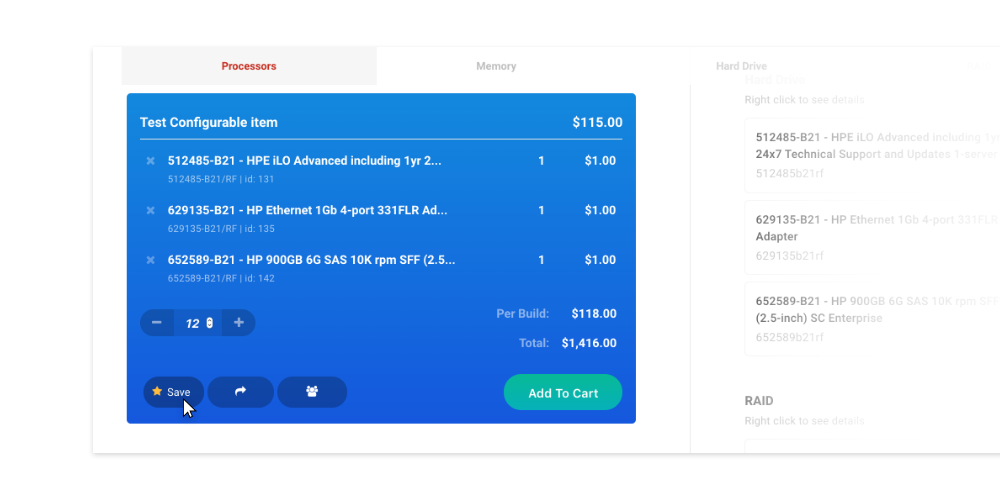 Processors
Memory
Hard Drive
Test Configurable item
$115.00
512485-B21 - HPE iLO Advanced including 1yr 2...
1
$1.00
512485-B21/RF | id: 131
629135-B21 - HP Ethernet 1Gb 4-port 331FLR Ad...
1
$1.00
629135-B21/RF | id: 135
652589-B21 - HP 900GB 6G SAS 10K rpm SFF (2.5...
1
$1.00
652589-B21/RF | id: 142
12
Per Build:
$118.00
Total:
$1,416.00
Save
Add To Cart
Hard Drive
Right click to see details
512485-B21 - HPE iLO Advanced including 1yr
24x7 Technical Support and Updates 1-server
512485b21rf
629135-B21 - HP Ethernet 1Gb 4-port 331FLR
Adapter
629135b21rf
652589-B21 - HP 900GB 6G SAS 10K rpm SFF
(2.5-inch) SC Enterprise
652589b21rf
RAID
Right click to see details